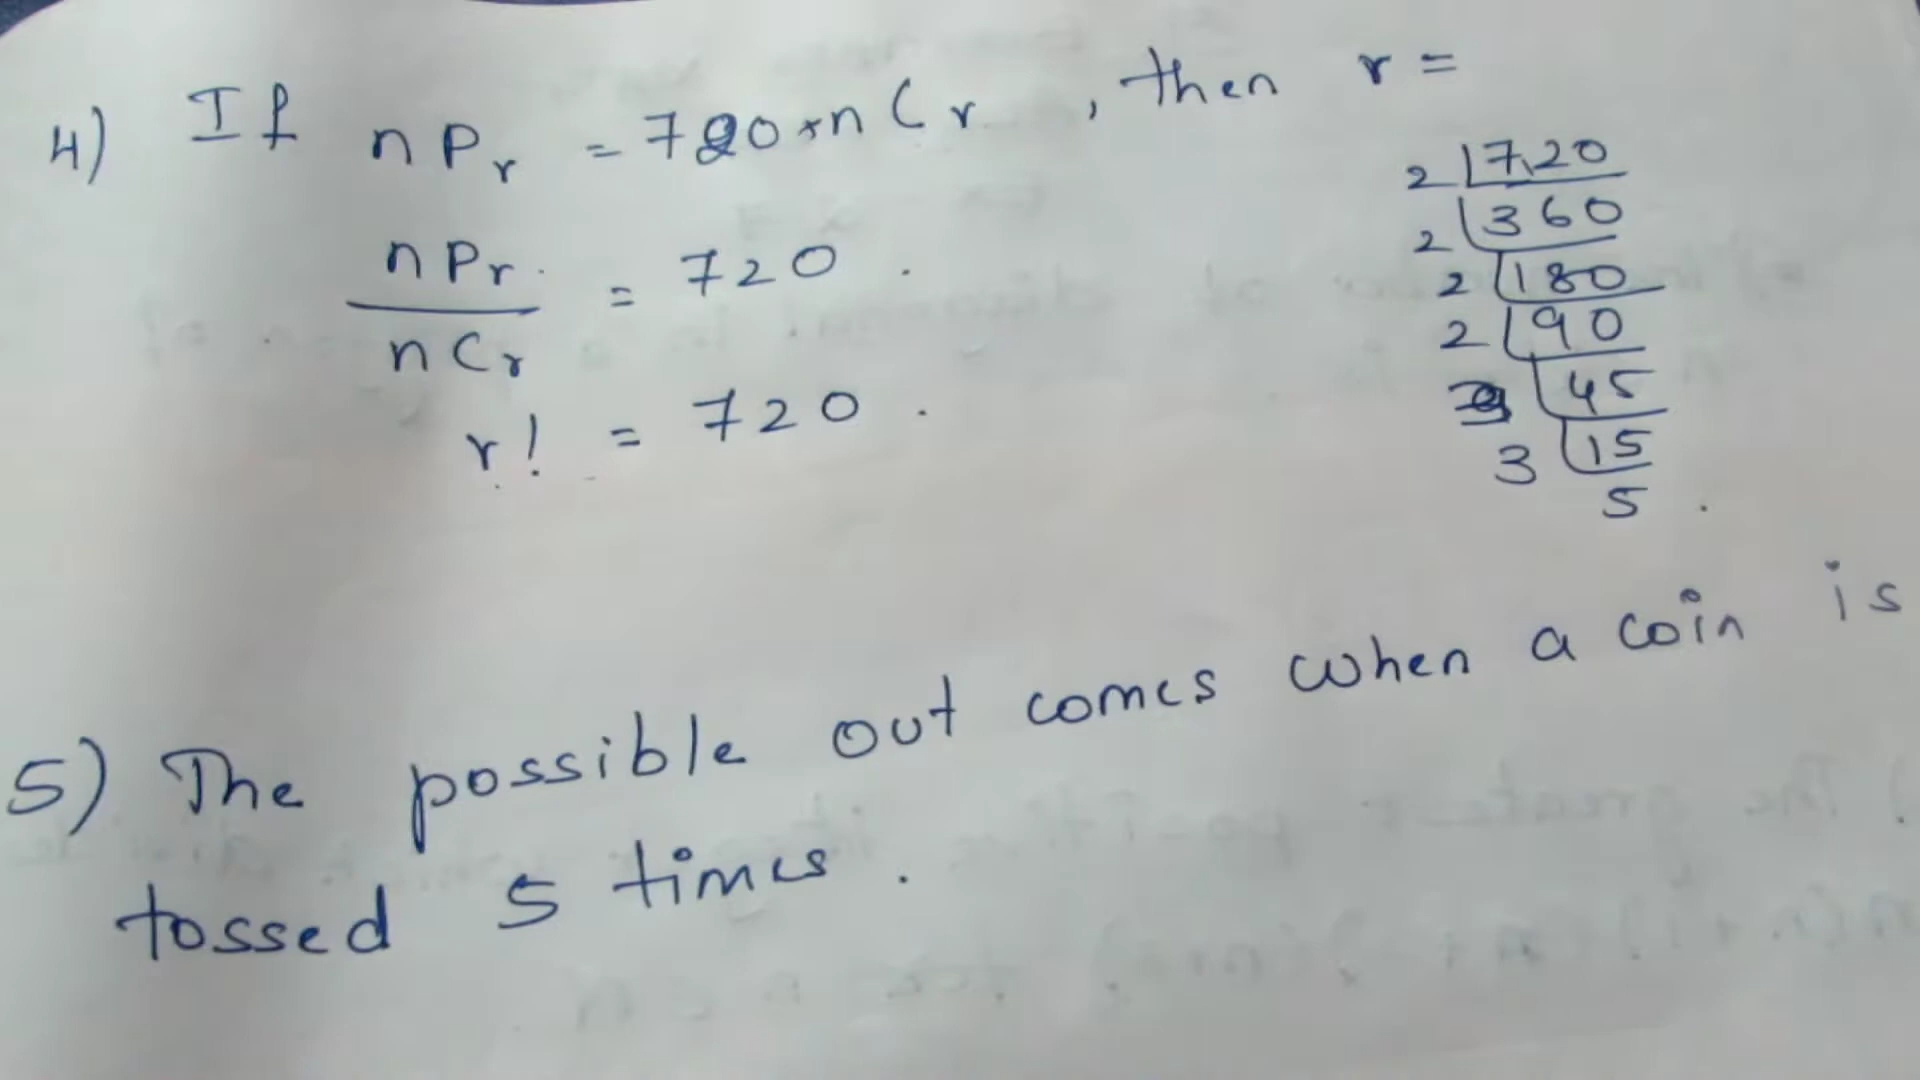 4) If nPr = 720 * nCr , then r =
nPr. / nCr = 720 .
r! = 720 .
2 | 720
2 | 360
2 | 180
2 | 90
| 45
3 | 15
5 .
5) The possible out comes when a coin is
tossed 5 times .